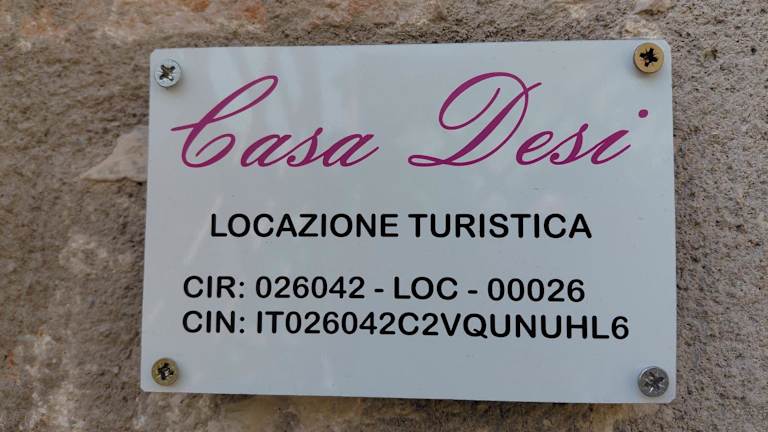 Casa Desi
LOCAZIONE TURISTICA
CIR: 026042 - LOC - 00026
CIN: IT026042C2VQUNUHL6